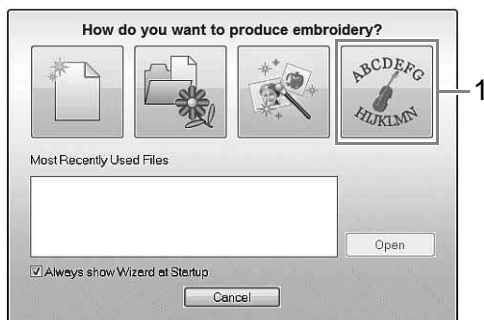 How do you want to produce embroidery?
ABCDEFG
HIJKLMN
1
Most Recently Used Files
Open
Always show Wizard at Startup
Cancel